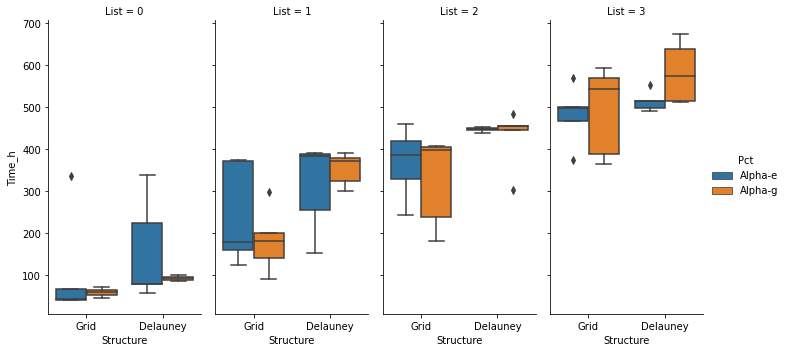 List = 0
List = 1
List = 2
List = 3
700
600
500
400
300
200
100
Time_h
Grid
Delauney
Grid
Delauney
Grid
Delauney
Grid
Delauney
Structure
Structure
Structure
Structure
Pct
Alpha-e
Alpha-g